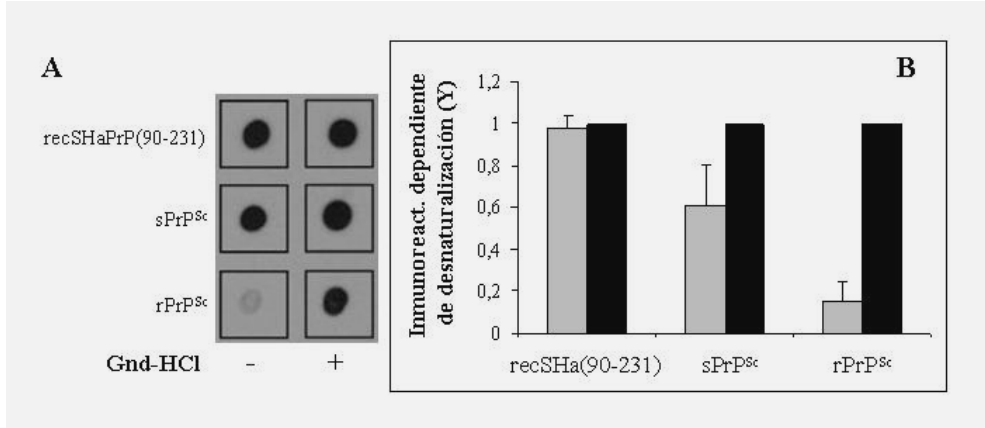 A
recSHaPrP(90-231)
sPrPSc
rPrPSc
Gnd-HCl - +
B
Inmunoreact. dependiente
de desnaturalización (Y)
1,2
1
0,8
0,6
0,4
0,2
0
recSHa(90-231) sPrPSc rPrPSc